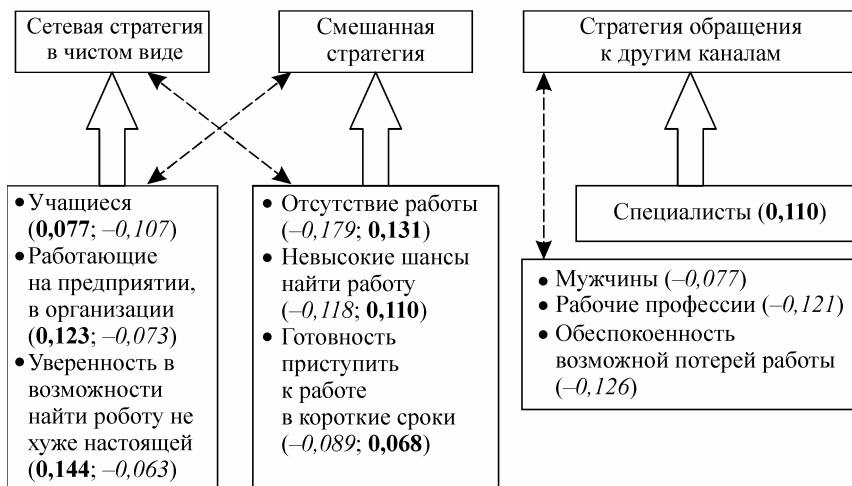 Сетевая стратегия
в чистом виде
Смешанная
стратегия
Стратегия обращения
к другим каналам
• Учащиеся
(0,077; –0,107)
• Работающие
на предприятии,
в организации
(0,123; –0,073)
• Уверенность в
возможности
найти роботу не
хуже настоящей
(0,144; –0,063)
• Отсутствие работы
(–0,179; 0,131)
• Невысокие шансы
найти работу
(–0,118; 0,110)
• Готовность
приступить
к работе
в короткие сроки
(–0,089; 0,068)
Специалисты (0,110)
• Мужчины (–0,077)
• Рабочие профессии (–0,121)
• Обеспокоенность
возможной потерей работы
(–0,126)